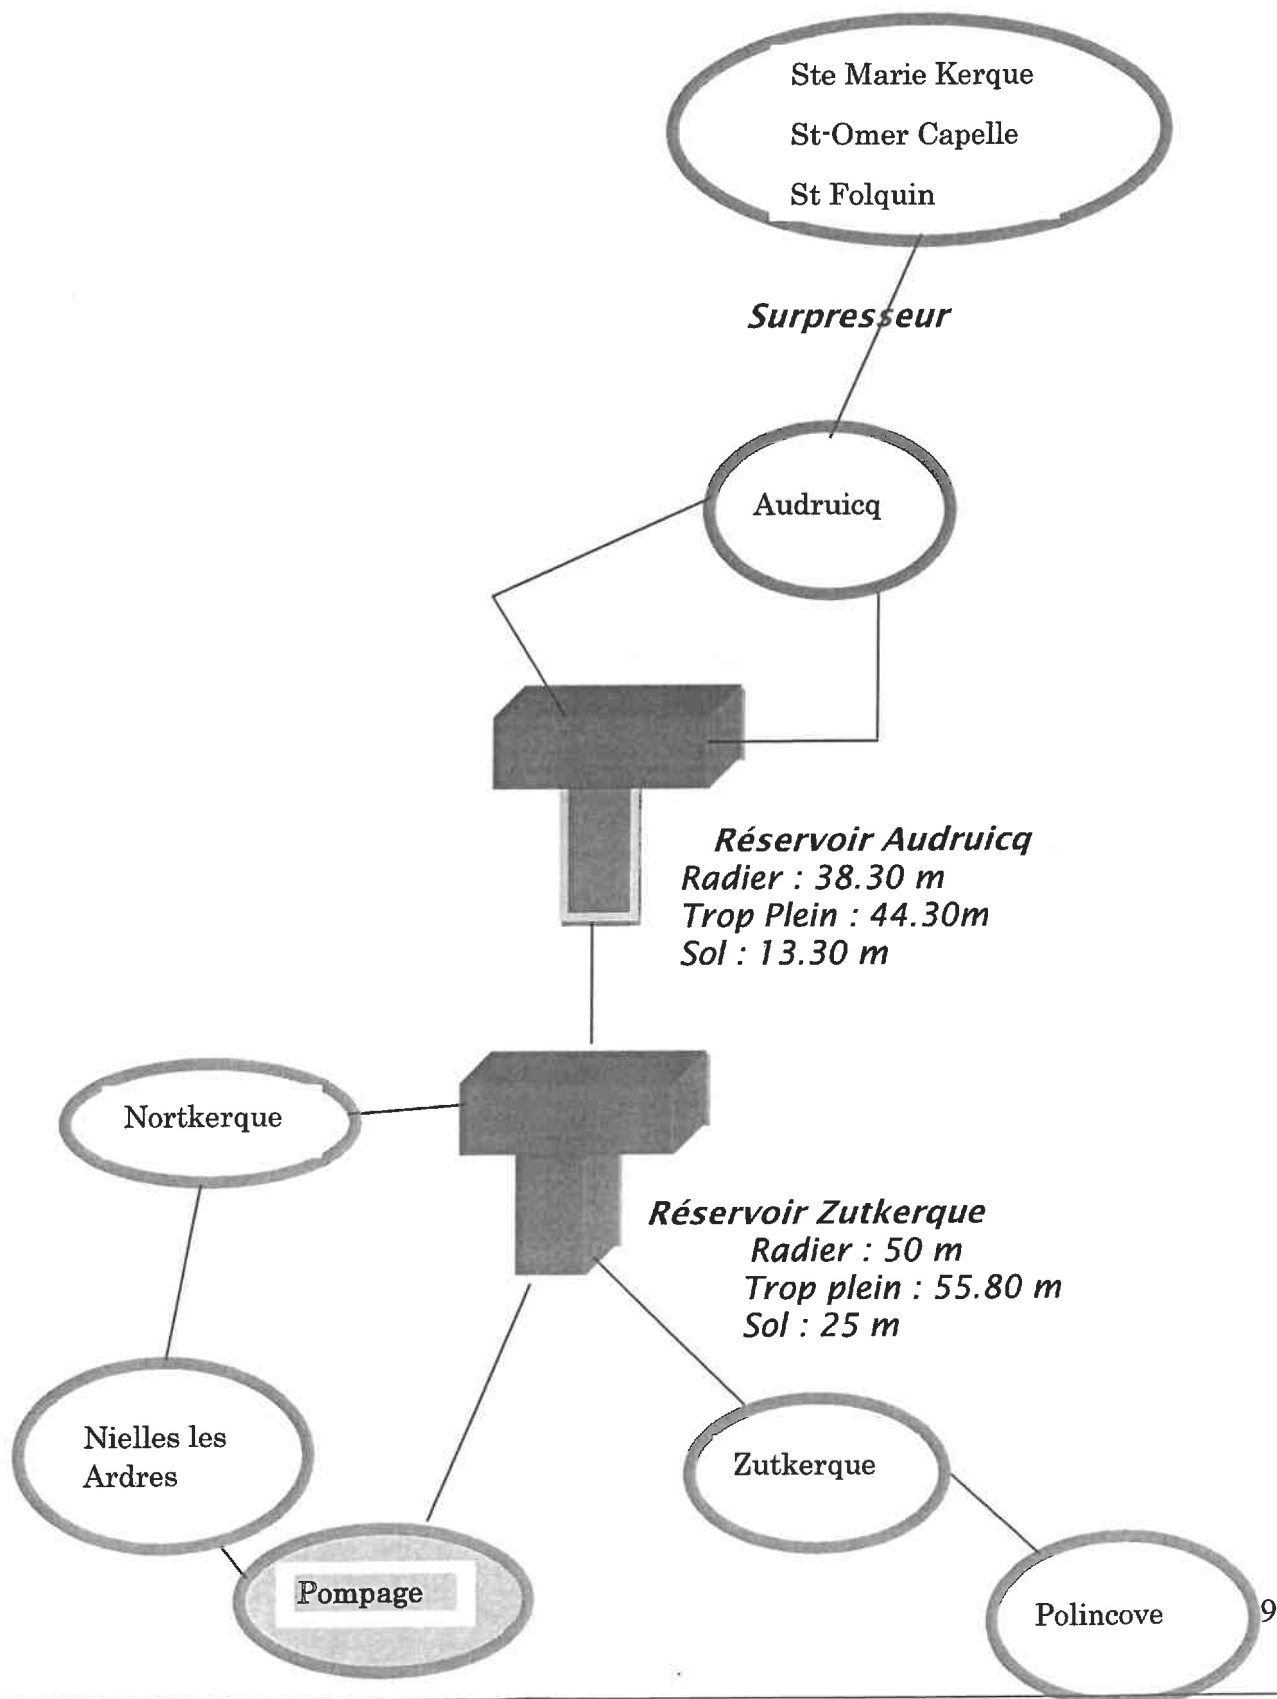 Ste Marie Kerque
St-Omer Capelle
St Folquin
Surpresseur
Audruicq
Réservoir Audruicq
Radier : 38.30 m
Trop Plein : 44.30m
Sol : 13.30 m
Nortkerque
Réservoir Zutkerque
Radier : 50 m
Trop plein : 55.80 m
Sol : 25 m
Nielles les
Ardres
Zutkerque
Pompage
Polincove
9